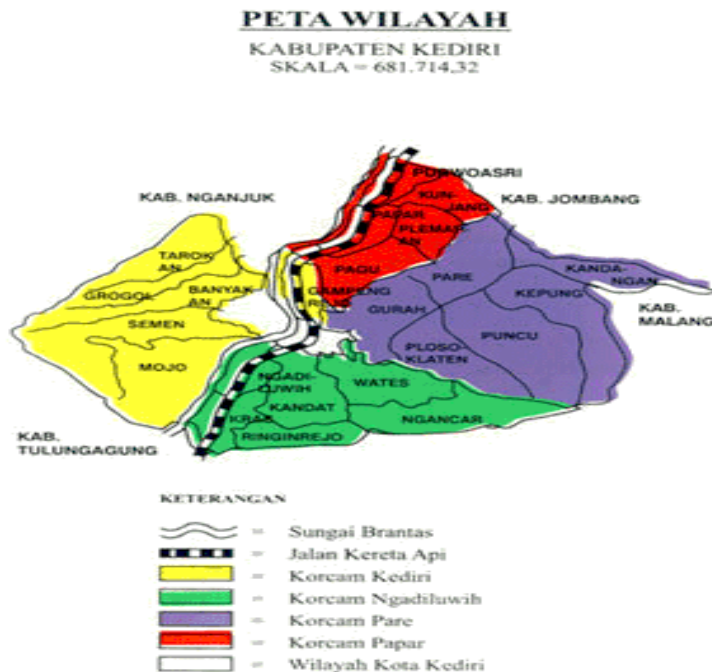 PETA WILAYAH
KABUPATEN KEDIRI
SKALA = 681.714,32
PURWOASRI
KAB. NGANJUK
KUN-
JANG
KAB. JOMBANG
PAPAR
PLEMAH-
AN
TAROK
AN
PAGU
PARE
KANDA-
NGAN
GROGOL
BANYAK
AN
GAMPENG
REJO
KEPUNG
GURAH
KAB.
MALANG
SEMEN
PUNCU
PLOSO-
KLATEN
MOJO
NGADI-
LUWIH
WATES
KANDAT
KRAS
NGANCAR
KAB.
TULUNGAGUNG
RINGINREJO
KETERANGAN
= Sungai Brantas
= Jalan Kereta Api
= Korcam Kediri
= Korcam Ngadiluwih
= Korcam Pare
= Korcam Papar
= Wilayah Kota Kediri